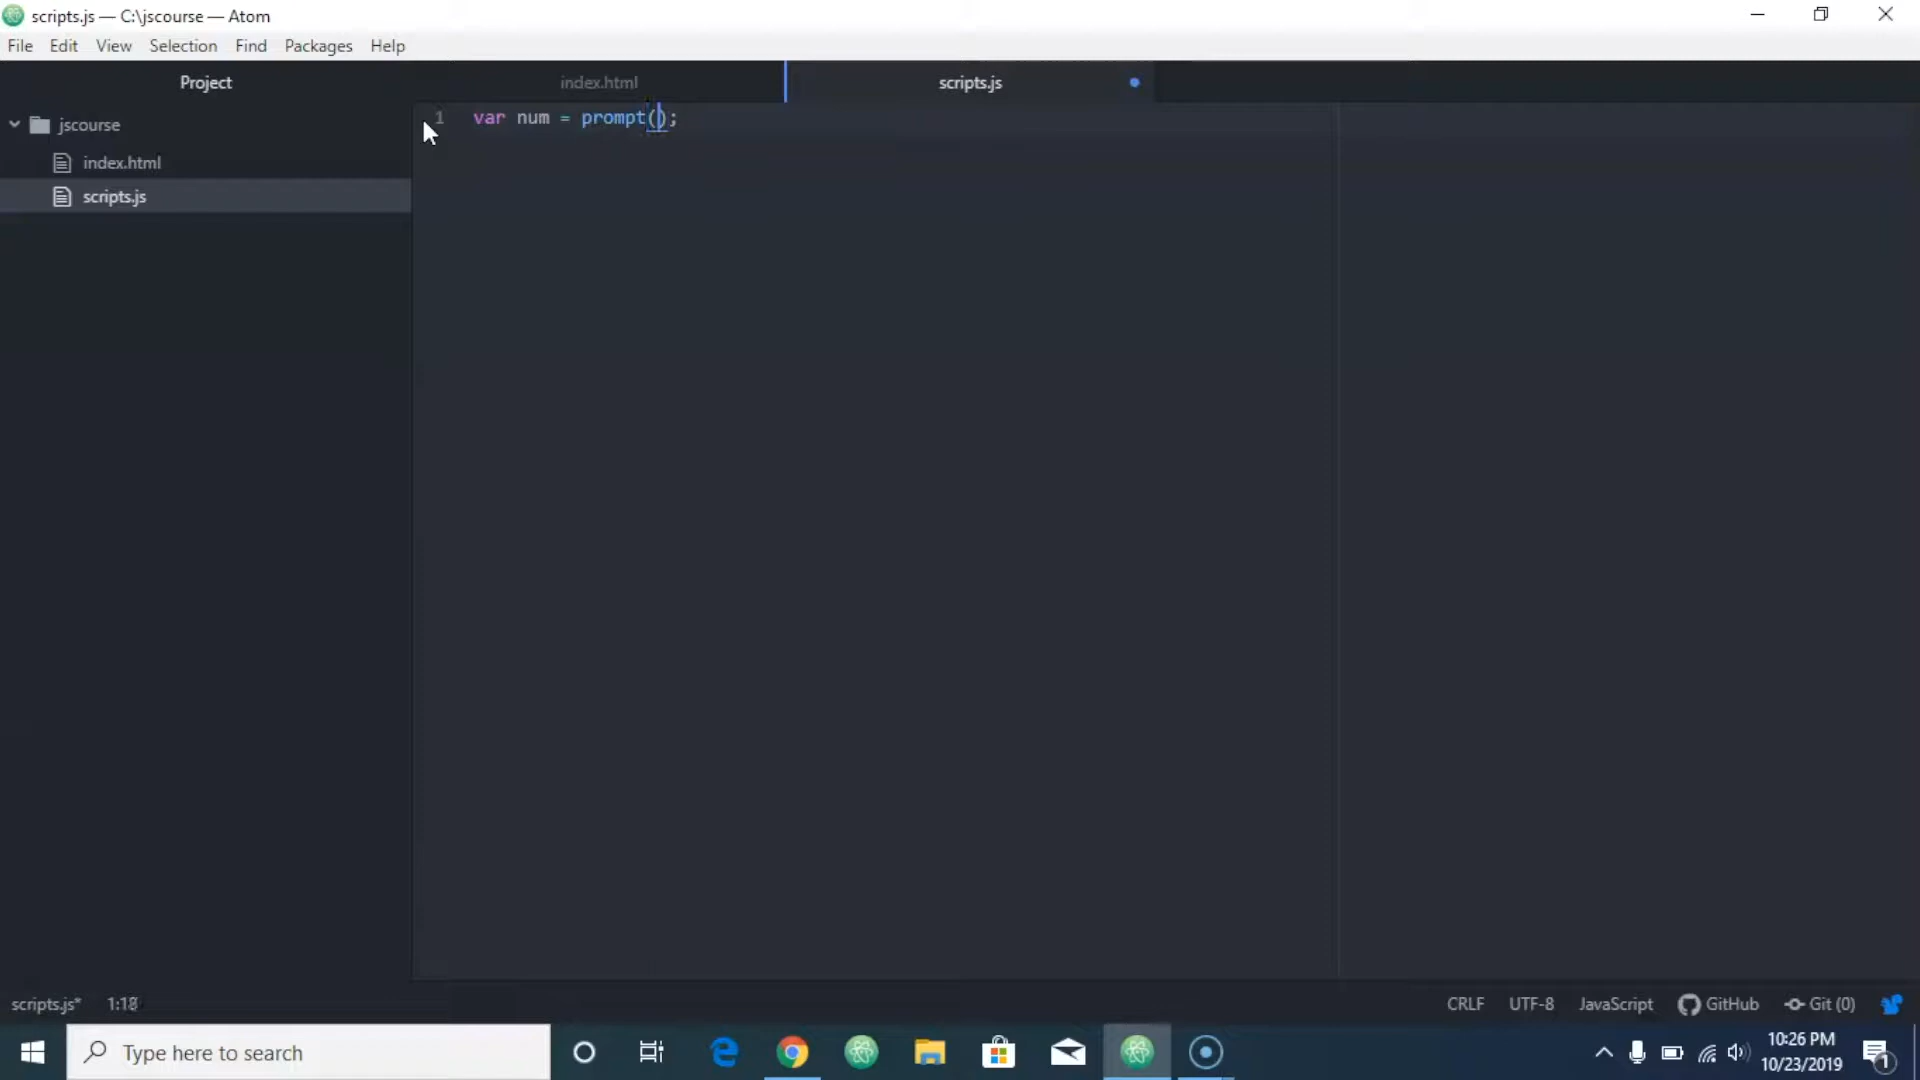 scripts.js — C:\jscourse — Atom
File Edit View Selection Find Packages Help
Project index.html scripts.js
jscourse
index.html
scripts.js
1 var num = prompt();
scripts.js* 1:18 CRLF UTF-8 JavaScript GitHub Git (0)
Type here to search
10:26 PM
10/23/2019
1